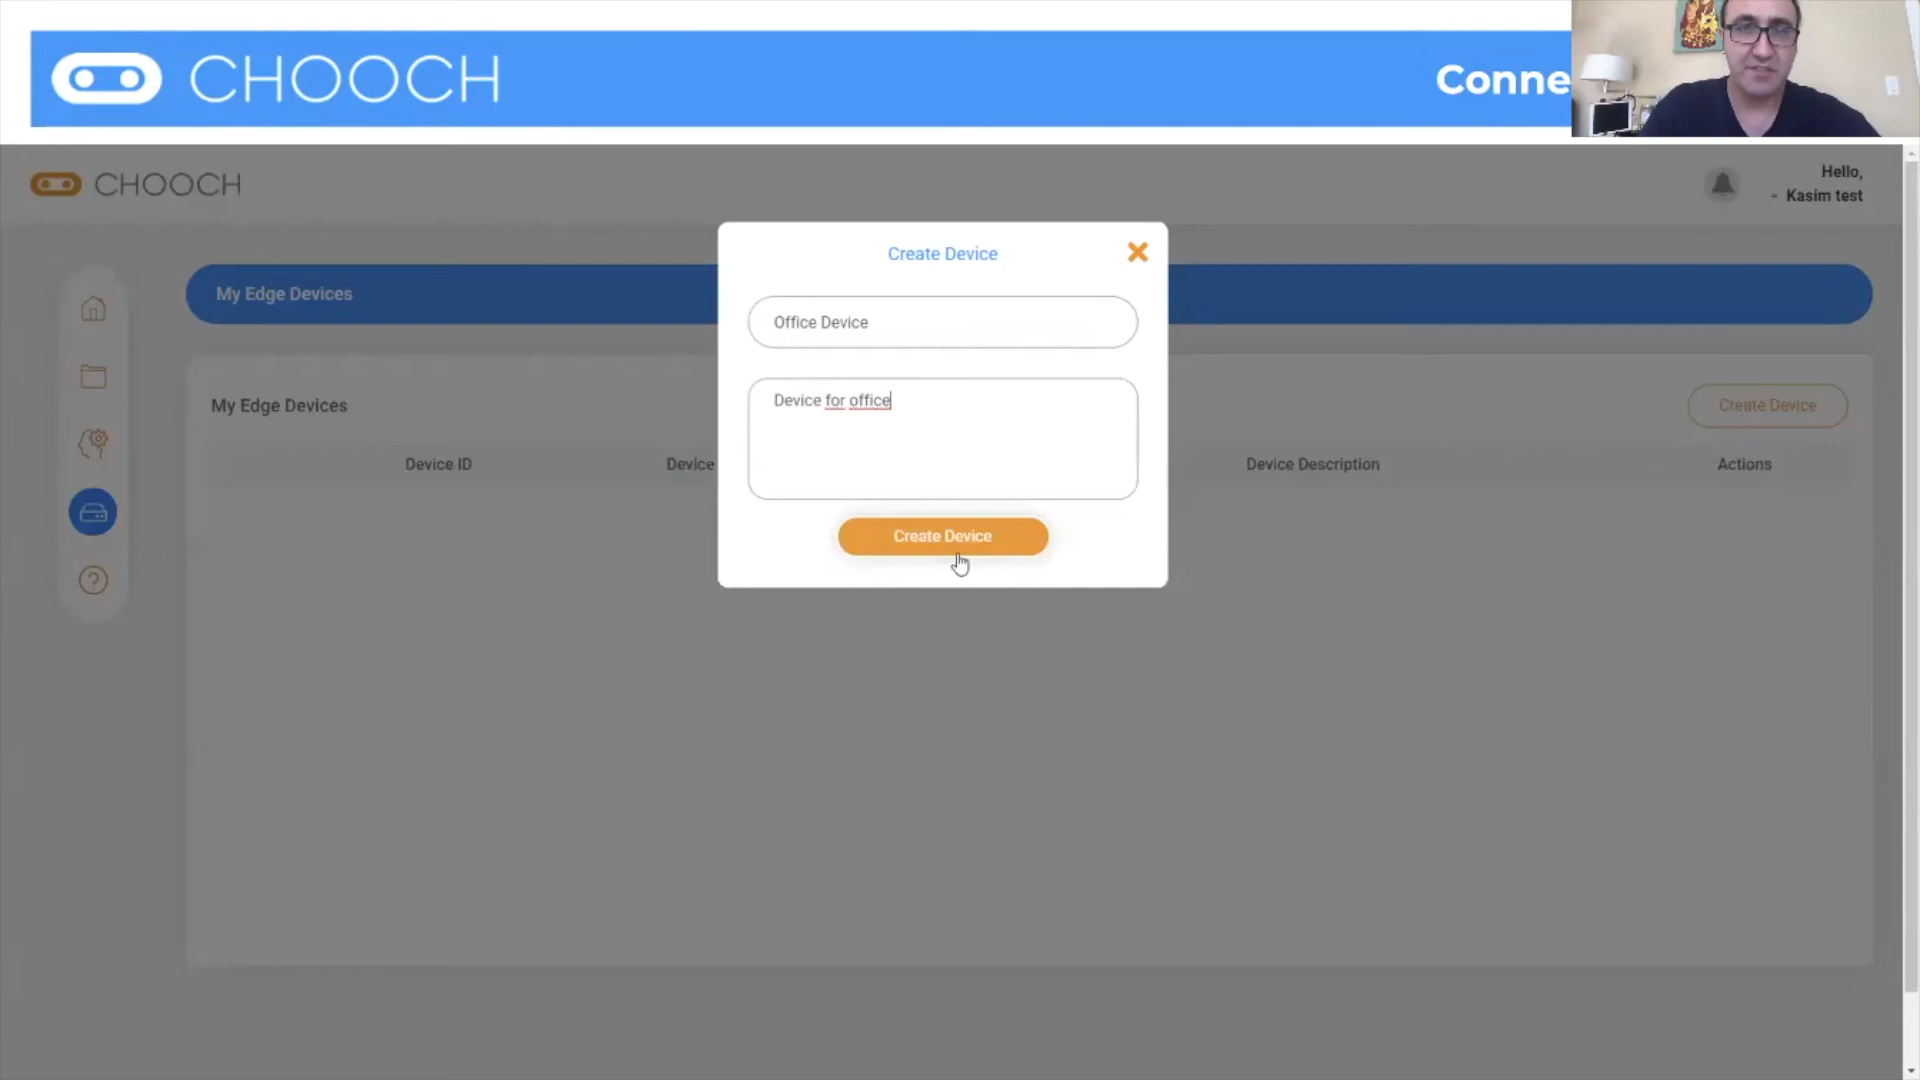 CHOOCH
Conne
CHOOCH
Hello,
Kasim test
Create Device
My Edge Devices
Office Device
Device for office
My Edge Devices
Create Device
Device ID
Device
Device Description
Actions
Create Device